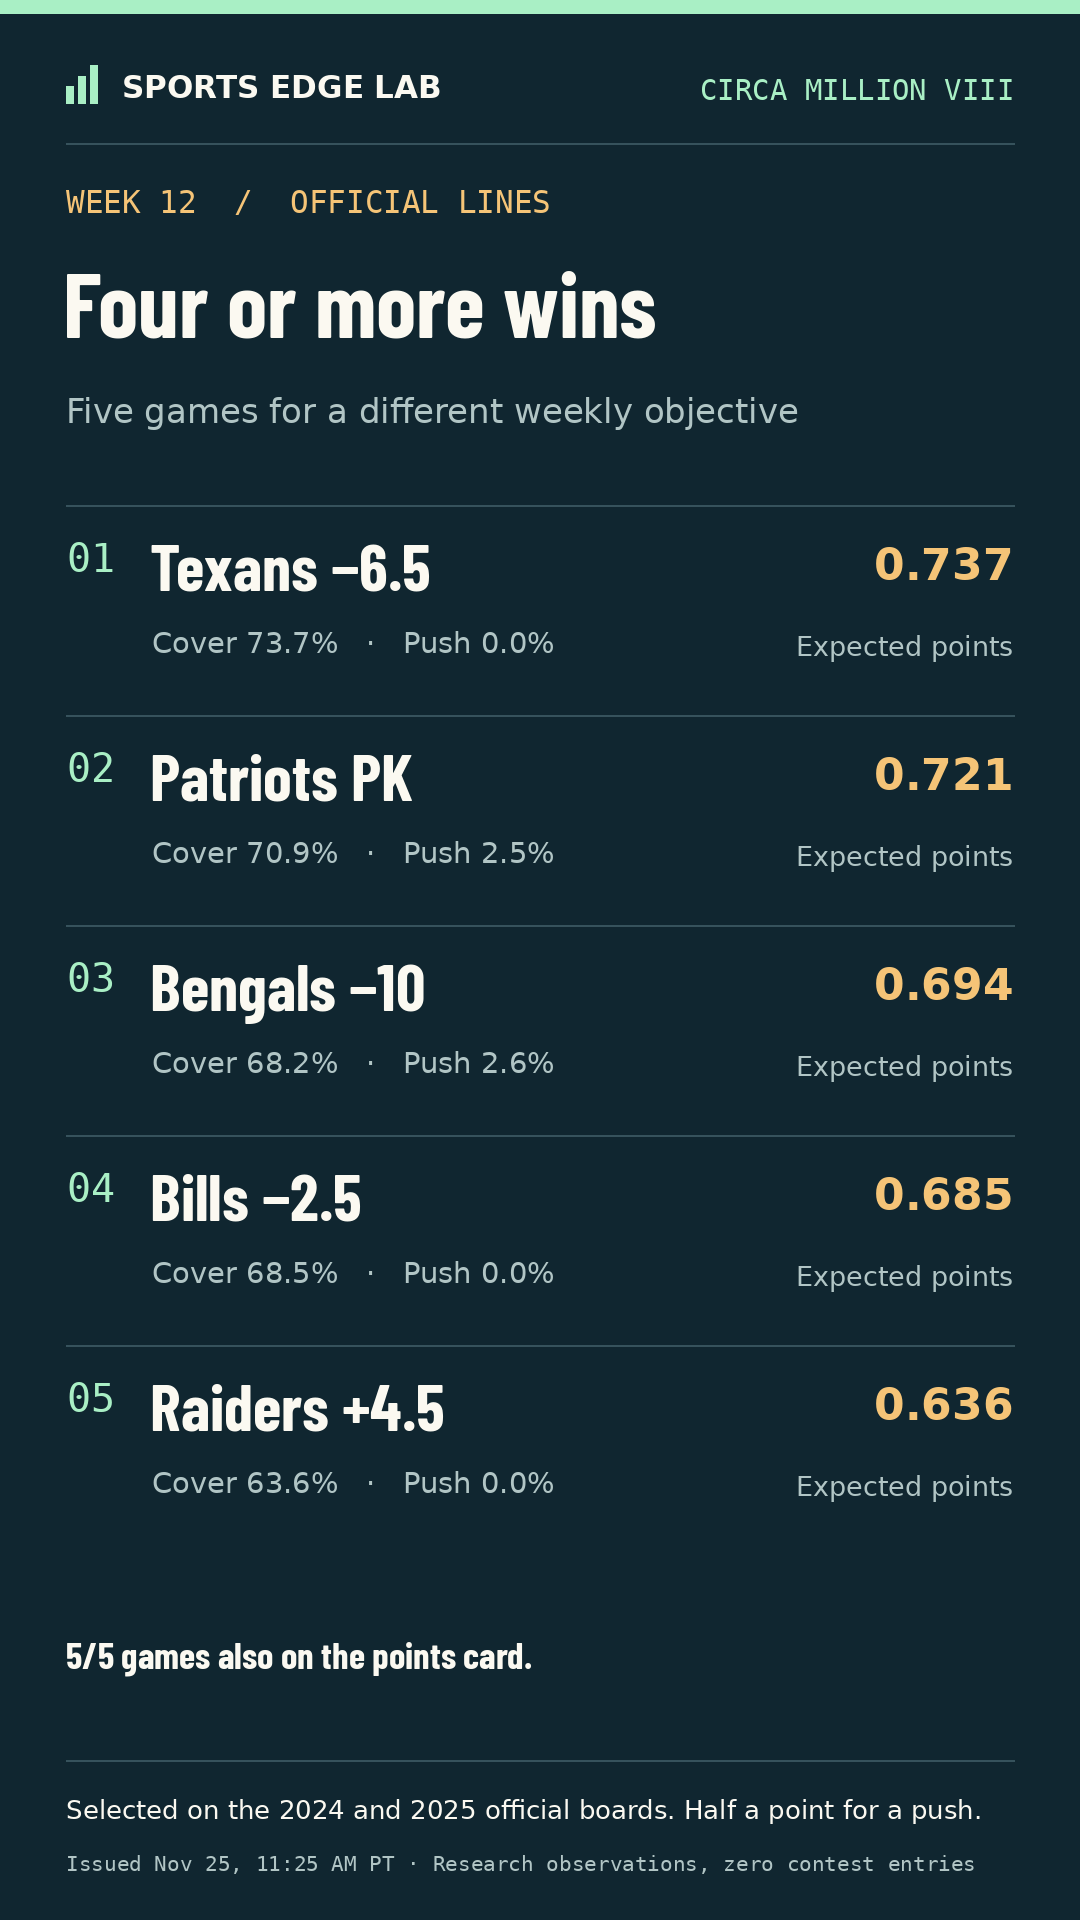 SPORTS EDGE LAB
CIRCA MILLION VIII
WEEK 12 / OFFICIAL LINES
Four or more wins
Five games for a different weekly objective
01 Texans −6.5 0.737
Cover 73.7% · Push 0.0% Expected points
02 Patriots PK 0.721
Cover 70.9% · Push 2.5% Expected points
03 Bengals −10 0.694
Cover 68.2% · Push 2.6% Expected points
04 Bills −2.5 0.685
Cover 68.5% · Push 0.0% Expected points
05 Raiders +4.5 0.636
Cover 63.6% · Push 0.0% Expected points
5/5 games also on the points card.
Selected on the 2024 and 2025 official boards. Half a point for a push.
Issued Nov 25, 11:25 AM PT · Research observations, zero contest entries